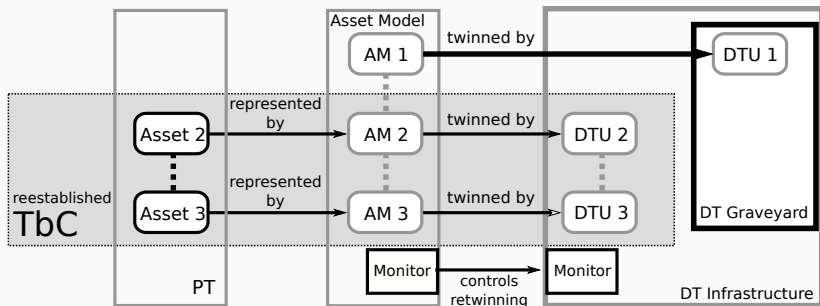 Asset Model
AM 1
twinned by
DTU 1
Asset 2
represented
by
AM 2
twinned by
DTU 2
reestablished
TbC
Asset 3
represented
by
AM 3
twinned by
DTU 3
DT Graveyard
PT
Monitor
controls
retwinning
Monitor
DT Infrastructure